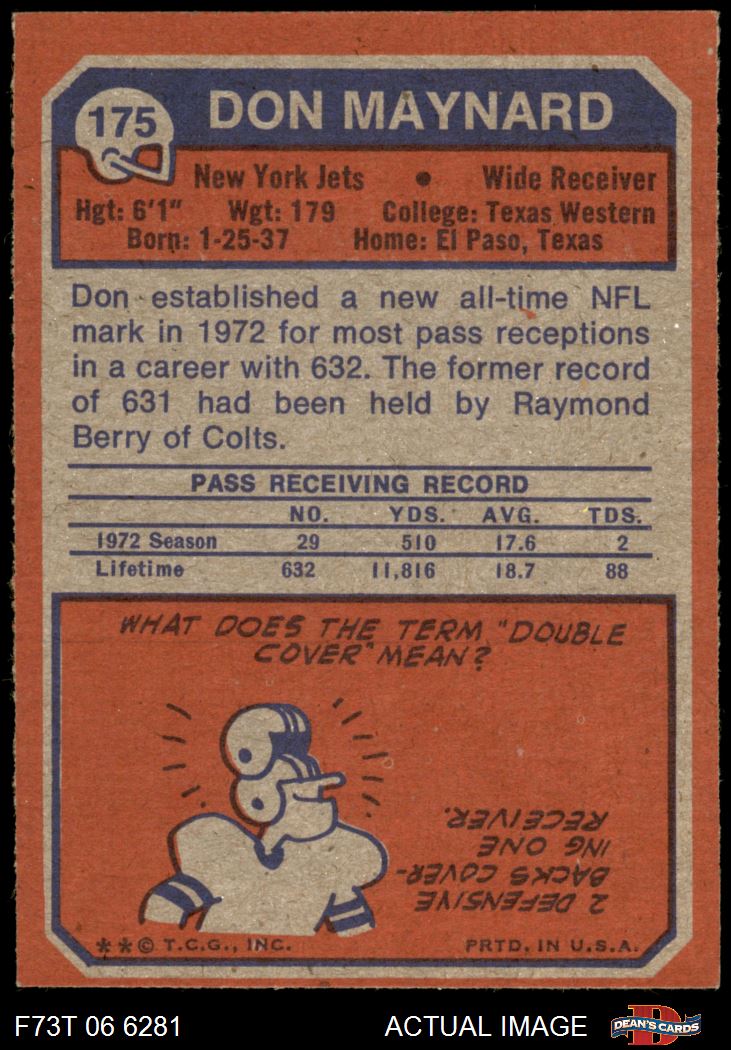 175 DON MAYNARD
New York Jets • Wide Receiver
Hgt: 6'1" Wgt: 179 College: Texas Western
Born: 1-25-37 Home: El Paso, Texas
Don established a new all-time NFL
mark in 1972 for most pass receptions
in a career with 632. The former record
of 631 had been held by Raymond
Berry of Colts.
PASS RECEIVING RECORD
NO. YDS. AVG. TDS.
1972 Season 29 510 17.6 2
Lifetime 632 11,816 18.7 88
WHAT DOES THE TERM "DOUBLE
COVER" MEAN?
2 DEFENSIVE
BACKS COVER-
ING ONE
RECEIVER.
**© T.C.G., INC. PRTD. IN U.S.A.
F73T 06 6281 ACTUAL IMAGE D DEAN'S CARDS